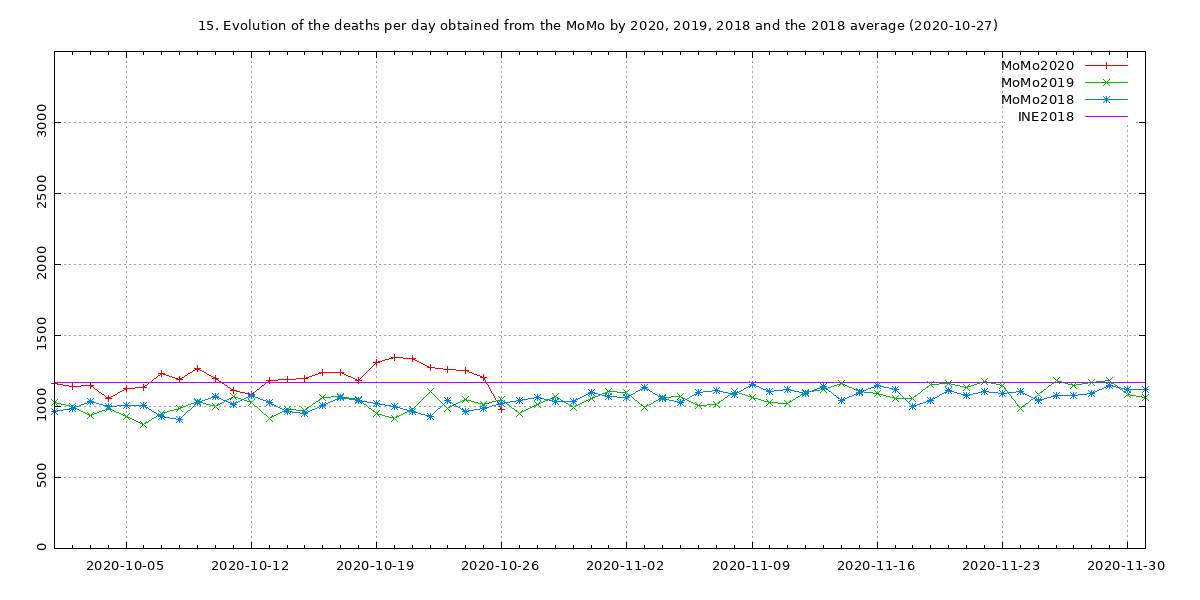 15. Evolution of the deaths per day obtained from the MoMo by 2020, 2019, 2018 and the 2018 average (2020-10-27)
MoMo2020
MoMo2019
MoMo2018
INE2018
3000
2500
2000
1500
1000
500
0
2020-10-05 2020-10-12 2020-10-19 2020-10-26 2020-11-02 2020-11-09 2020-11-16 2020-11-23 2020-11-30